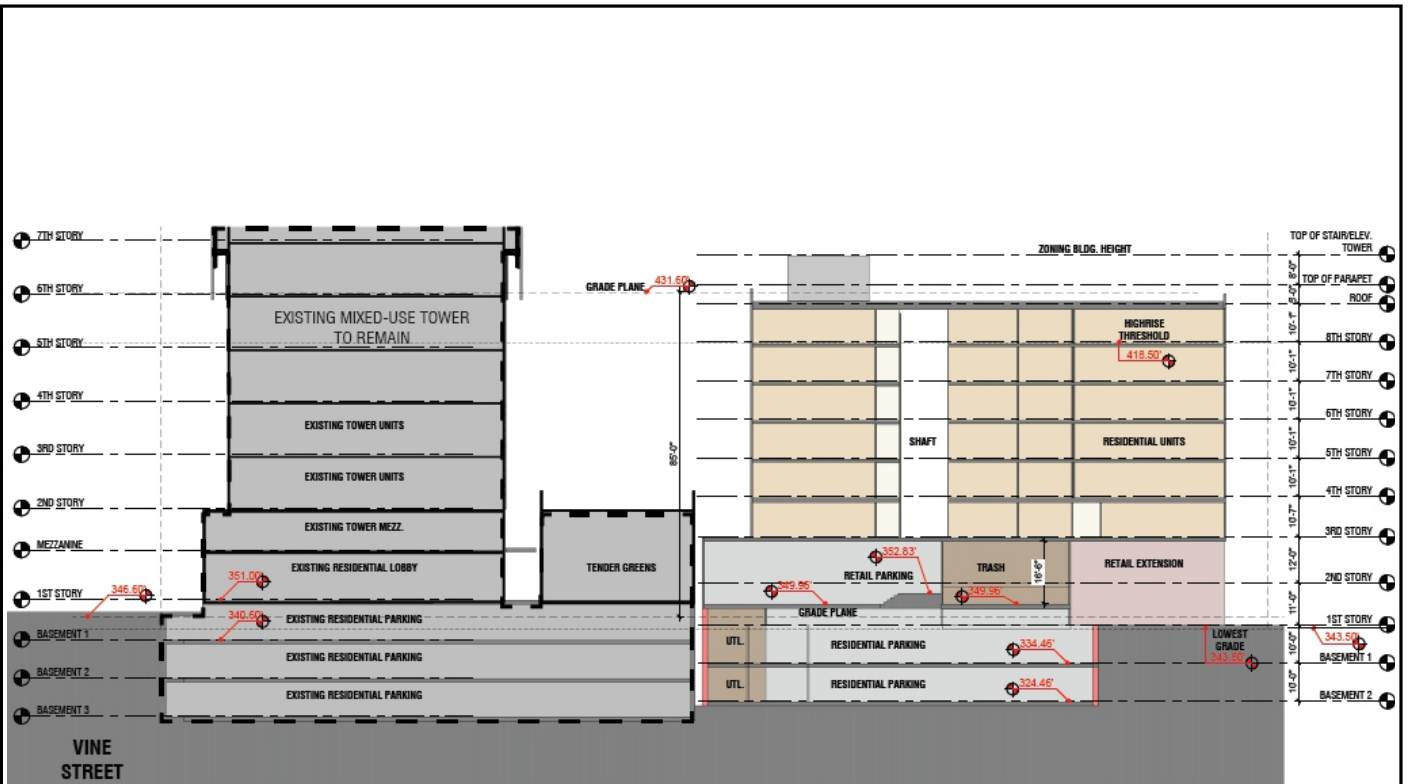 7TH STORY
6TH STORY
5TH STORY
4TH STORY
3RD STORY
2ND STORY
MEZZANINE
1ST STORY
346.60'
BASEMENT 1
BASEMENT 2
BASEMENT 3
VINE
STREET
EXISTING MIXED-USE TOWER
TO REMAIN
EXISTING TOWER UNITS
EXISTING TOWER UNITS
EXISTING TOWER MEZZ.
EXISTING RESIDENTIAL LOBBY
351.00'
340.60'
EXISTING RESIDENTIAL PARKING
EXISTING RESIDENTIAL PARKING
EXISTING RESIDENTIAL PARKING
TENDER GREENS
GRADE PLANE
431.60'
85'-0"
ZONING BLDG. HEIGHT
HIGHRISE
THRESHOLD
418.50'
SHAFT
RESIDENTIAL UNITS
352.83'
RETAIL PARKING
349.96'
TRASH
349.96'
16'-6"
RETAIL EXTENSION
GRADE PLANE
UTL.
RESIDENTIAL PARKING
334.46'
UTL.
RESIDENTIAL PARKING
324.46'
LOWEST
GRADE
343.50'
TOP OF STAIR/ELEV.
TOWER
8'-0"
TOP OF PARAPET
ROOF
10'-1"
8TH STORY
10'-1"
7TH STORY
10'-1"
6TH STORY
10'-1"
5TH STORY
10'-1"
4TH STORY
10'-7"
3RD STORY
12'-0"
2ND STORY
11'-0"
1ST STORY
343.50'
10'-0"
BASEMENT 1
10'-0"
BASEMENT 2